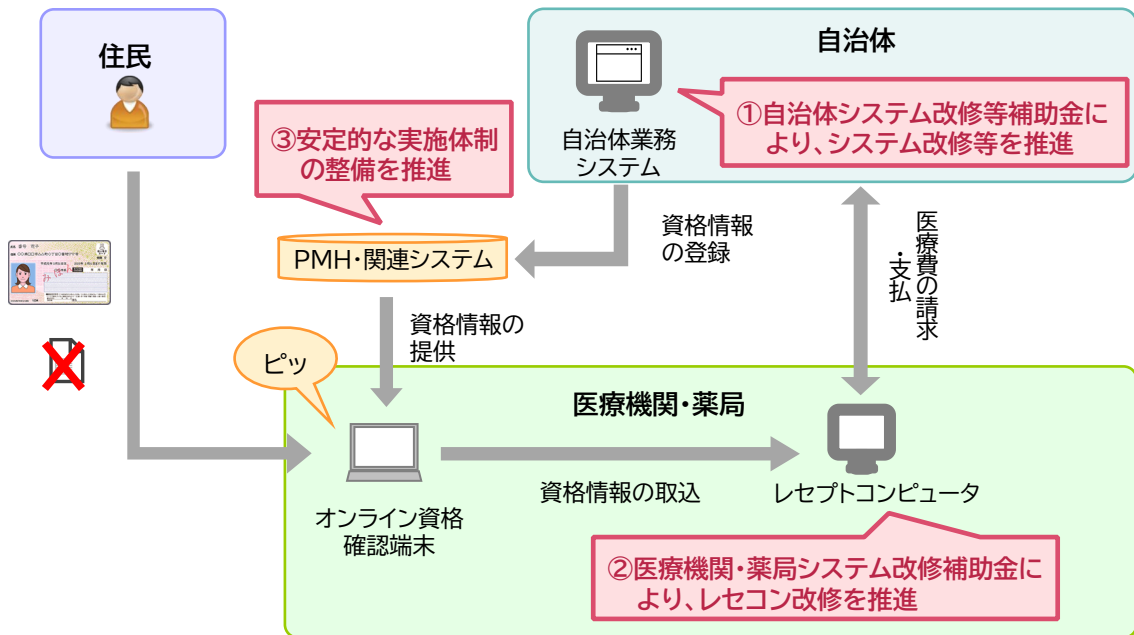 住民
自治体
自治体業務
システム
①自治体システム改修等補助金に
より、システム改修等を推進
③安定的な実施体制
の整備を推進
PMH・関連システム
資格情報
の登録
医療費の請求
・支払
資格情報の
提供
ピッ
医療機関・薬局
オンライン資格
確認端末
資格情報の取込
レセプトコンピュータ
②医療機関・薬局システム改修補助金に
より、レセコン改修を推進